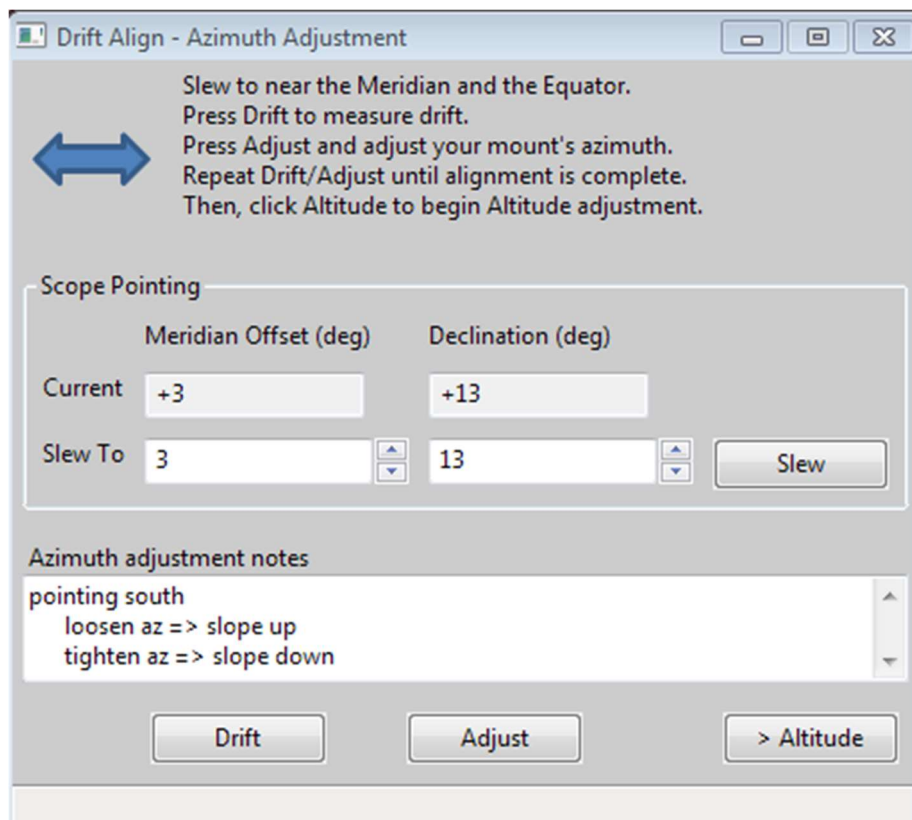 Drift Align - Azimuth Adjustment
Slew to near the Meridian and the Equator.
Press Drift to measure drift.
Press Adjust and adjust your mount's azimuth.
Repeat Drift/Adjust until alignment is complete.
Then, click Altitude to begin Altitude adjustment.
Scope Pointing
Meridian Offset (deg) Declination (deg)
Current +3 +13
Slew To 3 13 Slew
Azimuth adjustment notes
pointing south
loosen az => slope up
tighten az => slope down
Drift Adjust > Altitude